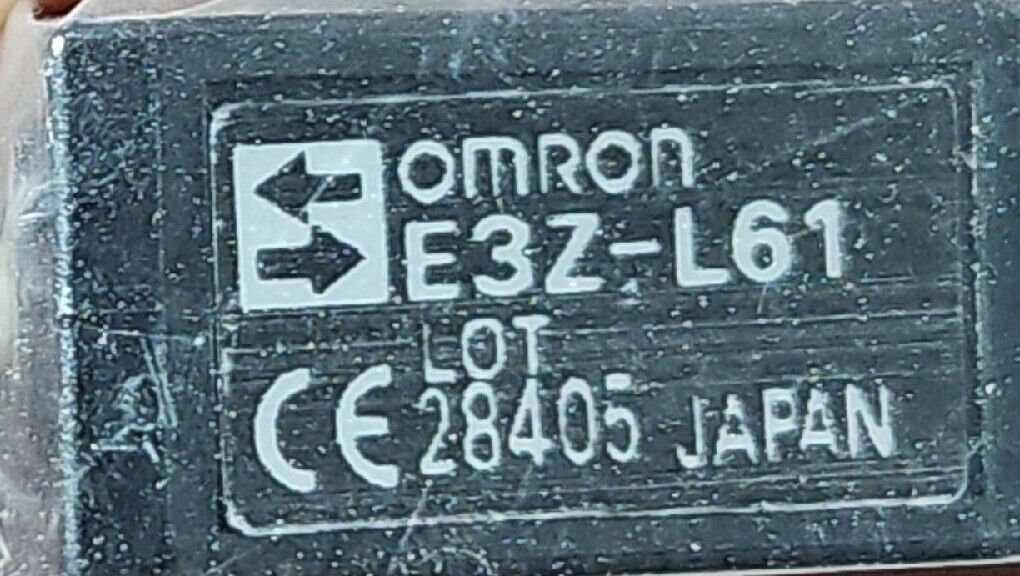 omron
E3Z-L61
LOT
CE 28405 JAPAN